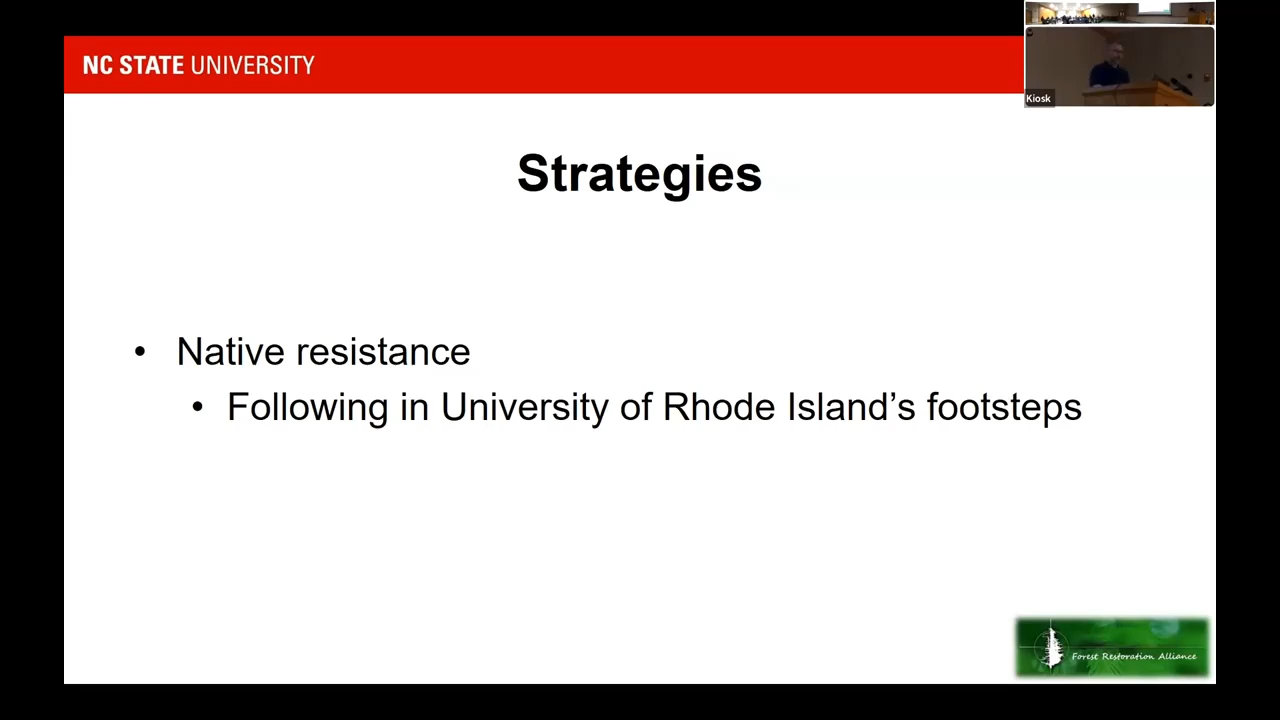 NC STATE UNIVERSITY
Kiosk
Strategies
• Native resistance
• Following in University of Rhode Island’s footsteps
Forest Restoration Alliance